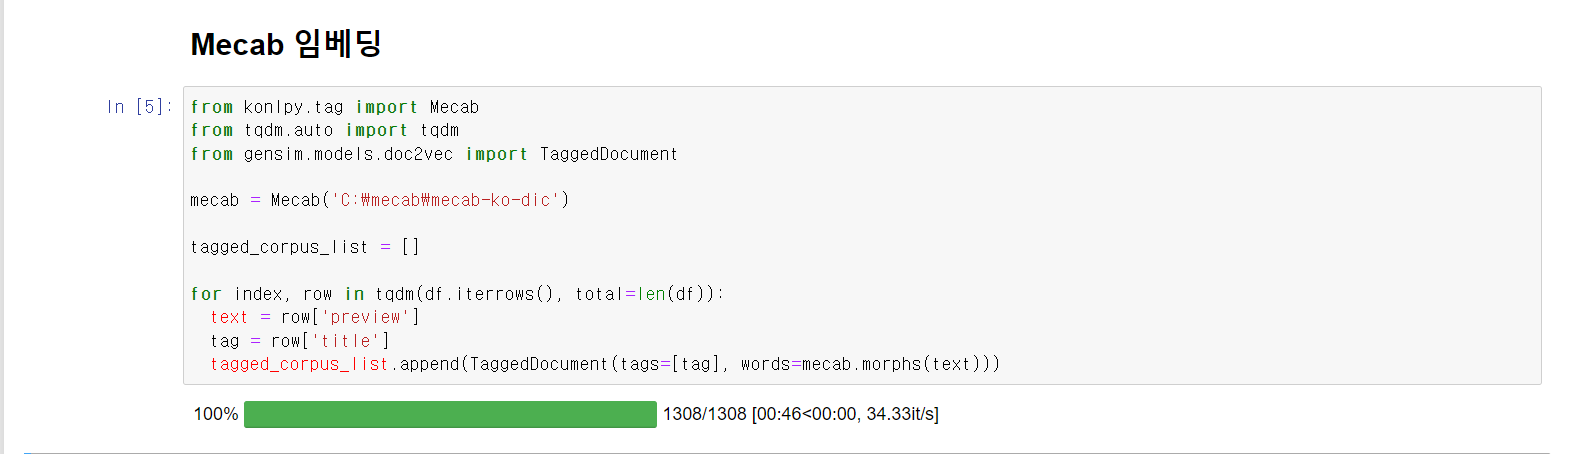 Mecab 임베딩
In [5]:
from konlpy.tag import Mecab
from tqdm.auto import tqdm
from gensim.models.doc2vec import TaggedDocument
mecab = Mecab('C:₩mecab₩mecab-ko-dic')
tagged_corpus_list = []
for index, row in tqdm(df.iterrows(), total=len(df)):
  text = row['preview']
  tag = row['title']
  tagged_corpus_list.append(TaggedDocument(tags=[tag], words=mecab.morphs(text)))
100% 1308/1308 [00:46<00:00, 34.33it/s]